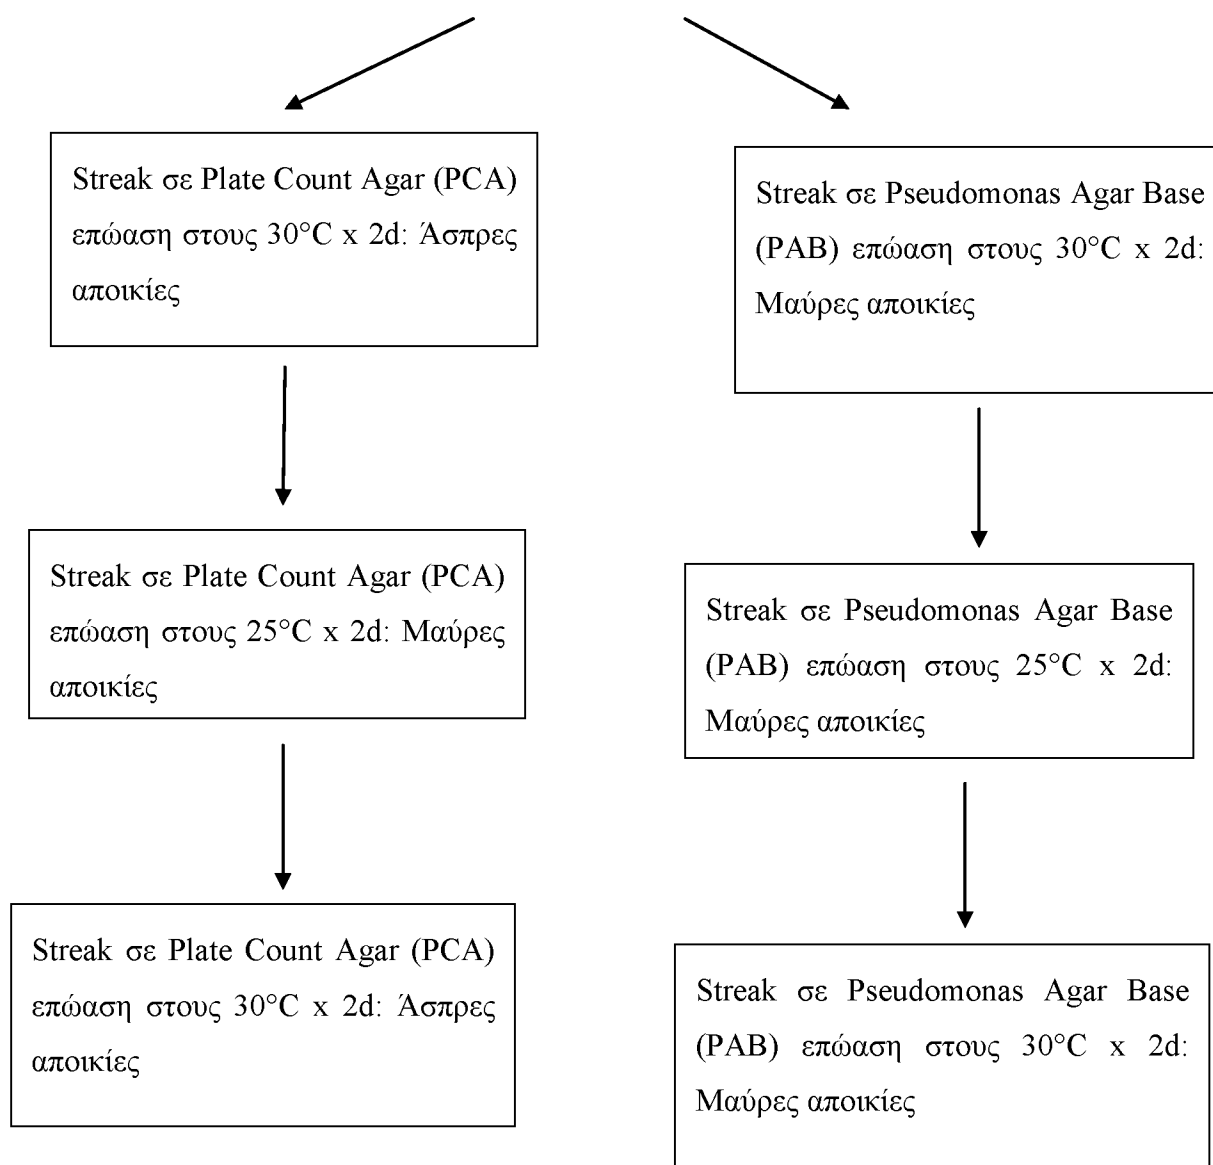 Streak σε Plate Count Agar (PCA)
επώαση στους 30°C x 2d: Άσπρες
αποικίες
Streak σε Pseudomonas Agar Base
(PAB) επώαση στους 30°C x 2d:
Μαύρες αποικίες
Streak σε Plate Count Agar (PCA)
επώαση στους 25°C x 2d: Μαύρες
αποικίες
Streak σε Pseudomonas Agar Base
(PAB) επώαση στους 25°C x 2d:
Μαύρες αποικίες
Streak σε Plate Count Agar (PCA)
επώαση στους 30°C x 2d: Άσπρες
αποικίες
Streak σε Pseudomonas Agar Base
(PAB) επώαση στους 30°C x 2d:
Μαύρες αποικίες